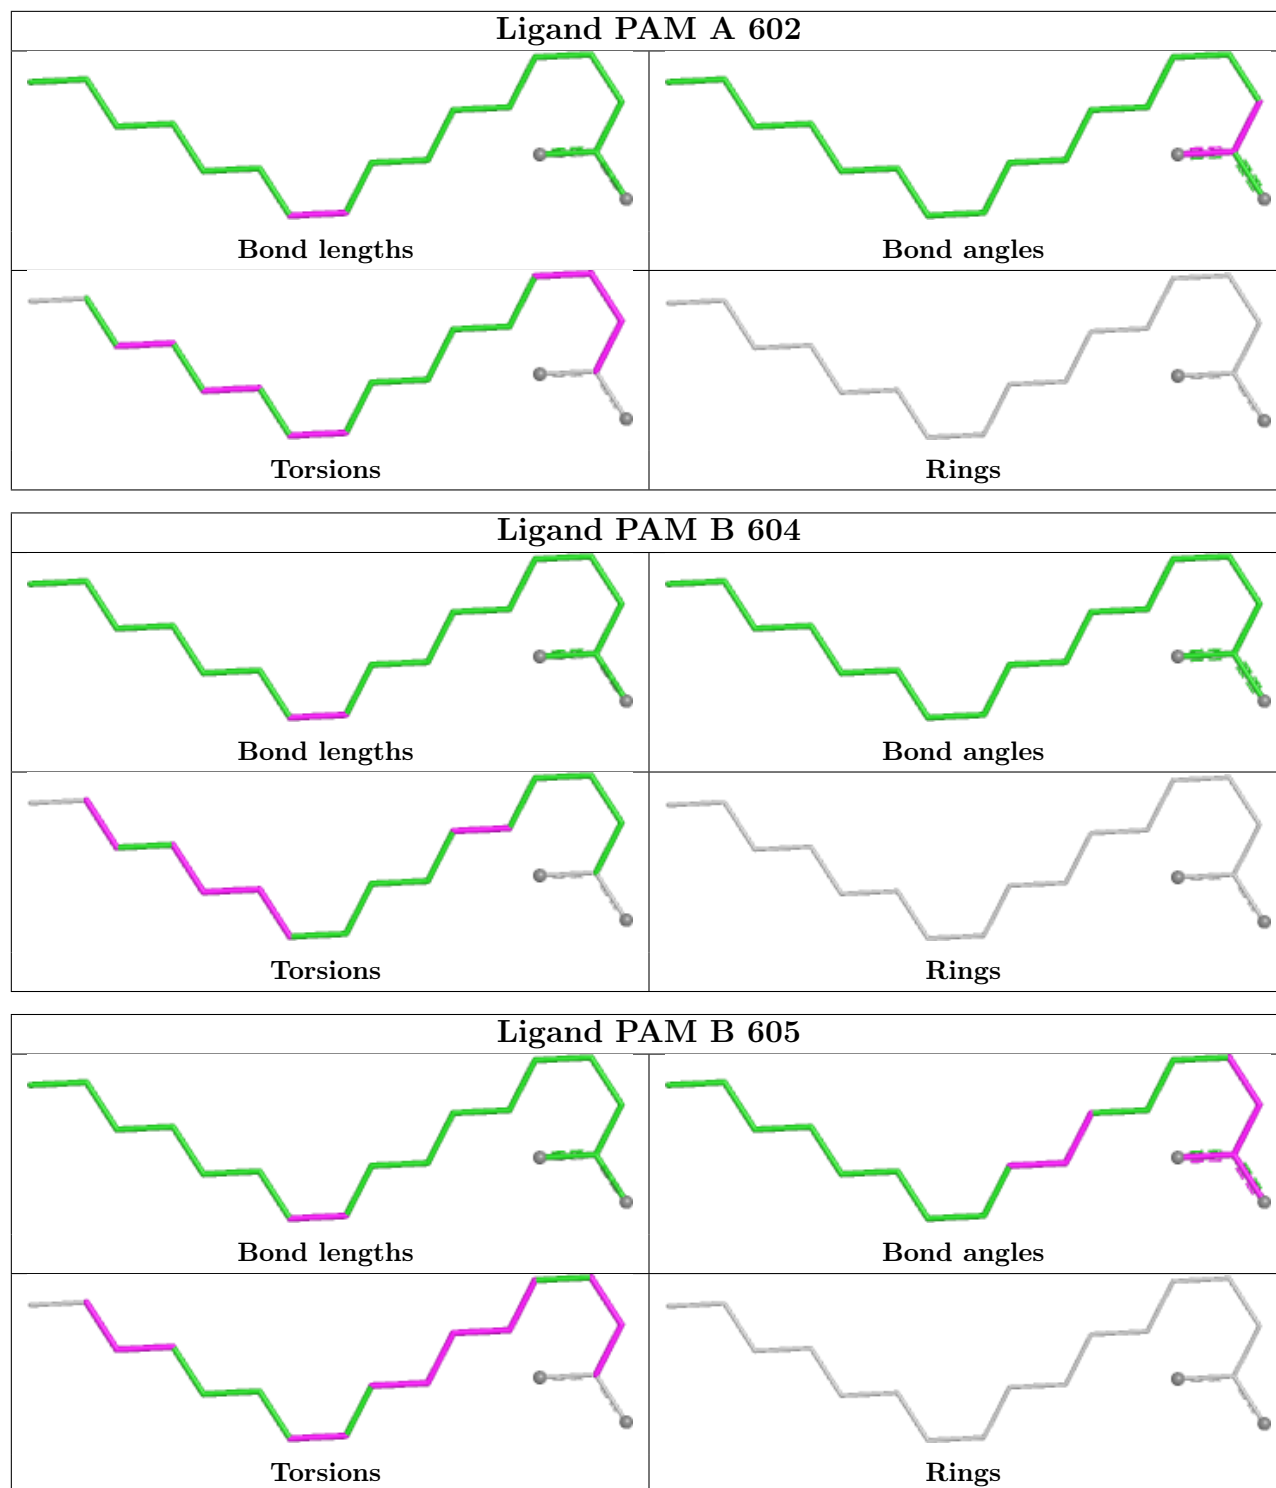 Ligand PAM A 602
Bond lengths
Bond angles
Torsions
Rings
Ligand PAM B 604
Bond lengths
Bond angles
Torsions
Rings
Ligand PAM B 605
Bond lengths
Bond angles
Torsions
Rings